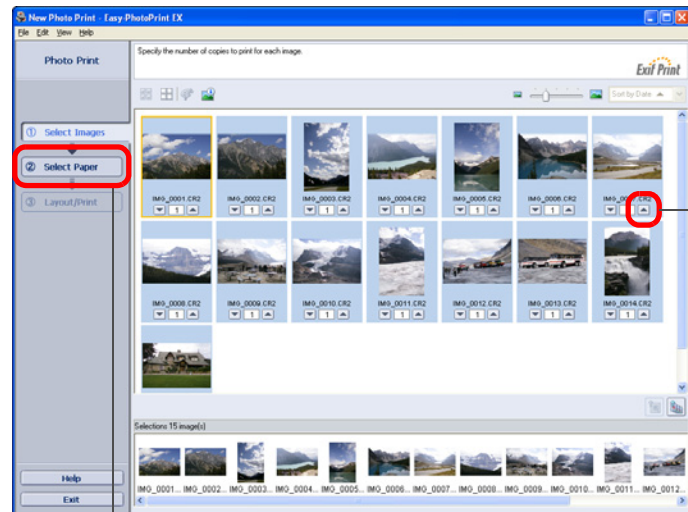 New Photo Print - Easy-PhotoPrint EX
File Edit View Help
Photo Print
Specify the number of copies to print for each image.
Exif Print
Sort by Date
1 Select Images
2 Select Paper
3 Layout/Print
IMG_0001.CR2 IMG_0002.CR2 IMG_0003.CR2 IMG_0004.CR2 IMG_0005.CR2 IMG_0006.CR2 IMG_0007.CR2
1 1 1 1 1 1 1
IMG_0008.CR2 IMG_0009.CR2 IMG_0010.CR2 IMG_0011.CR2 IMG_0012.CR2 IMG_0013.CR2 IMG_0014.CR2
1 1 1 1 1 1 1
Selections 15 image(s)
IMG_0001... IMG_0002... IMG_0003... IMG_0004... IMG_0005... IMG_0006... IMG_0007... IMG_0008... IMG_0009... IMG_0010... IMG_0011... IMG_0012...
Help
Exit